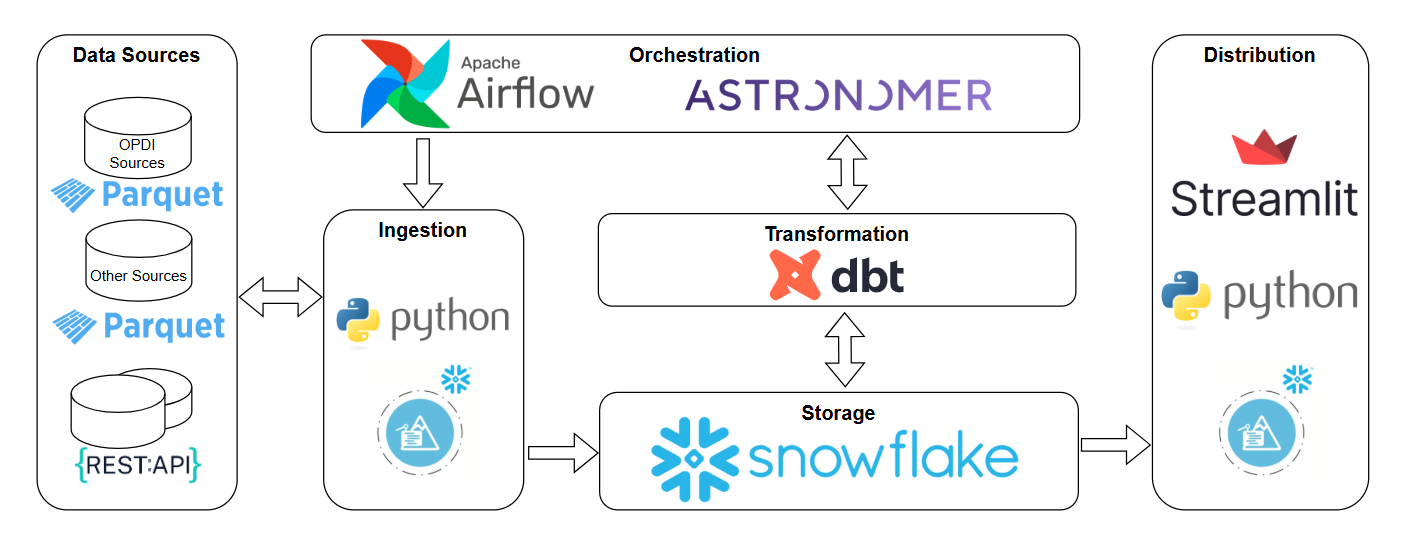 Data Sources
OPDI
Sources
Parquet
Other Sources
Parquet
{REST:API}
Orchestration
Apache
Airflow
ASTRONOMER
Ingestion
python
Transformation
dbt
Storage
snowflake
Distribution
Streamlit
python